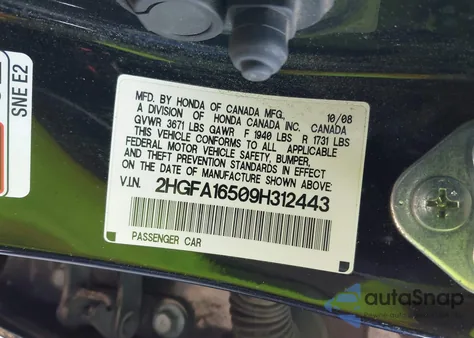 SNE E2
MFD. BY HONDA OF CANADA MFG. 10/08
A DIVISION OF HONDA CANADA INC. CANADA
GVWR 3671 LBS GAWR F 1940 LBS R 1731 LBS
THIS VEHICLE CONFORMS TO ALL APPLICABLE
FEDERAL MOTOR VEHICLE SAFETY, BUMPER,
AND THEFT PREVENTION STANDARDS IN EFFECT
ON THE DATE OF MANUFACTURE SHOWN ABOVE:
V.I.N. 2HGFA16509H312443
PASSENGER CAR
autoSnap